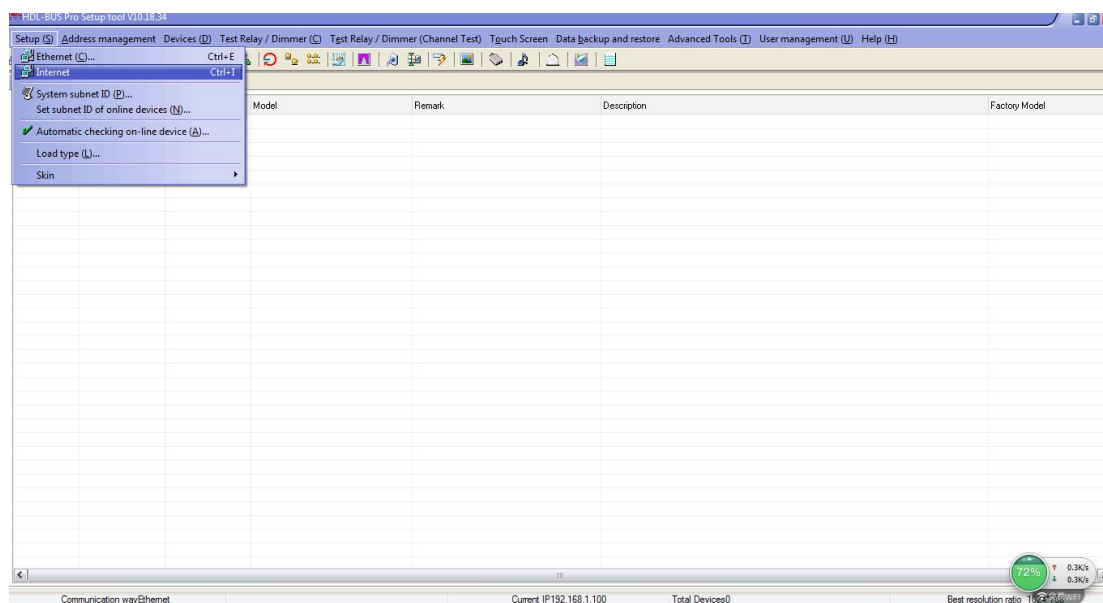 HDL-BUS Pro Setup tool V10.18.34
Setup (S) Address management Devices (D) Test Relay / Dimmer (C) Test Relay / Dimmer (Channel Test) Touch Screen Data backup and restore Advanced Tools (T) User management (U) Help (H)
Ethernet (C)... Ctrl+E
Internet Ctrl+I
System subnet ID (P)...
Set subnet ID of online devices (N)...
Model Remark Description Factory Model
Automatic checking on-line device (A)...
Load type (L)...
Skin
72% 0.3K/s
0.3K/s
Communication wayEthernet Current IP192.168.1.100 Total Devices0 Best resolution ratio